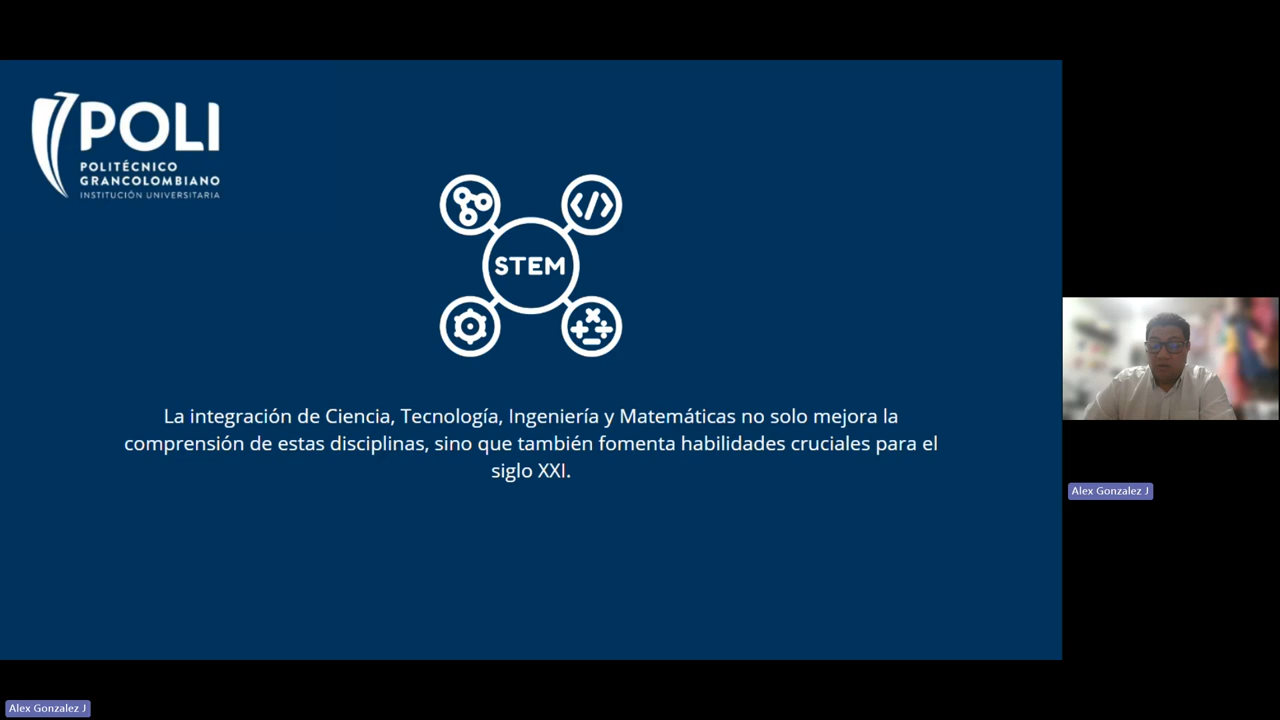 POLI
POLITÉCNICO
GRANCOLOMBIANO
INSTITUCIÓN UNIVERSITARIA
STEM
La integración de Ciencia, Tecnología, Ingeniería y Matemáticas no solo mejora la
comprensión de estas disciplinas, sino que también fomenta habilidades cruciales para el
siglo XXI.
Alex Gonzalez J
Alex Gonzalez J